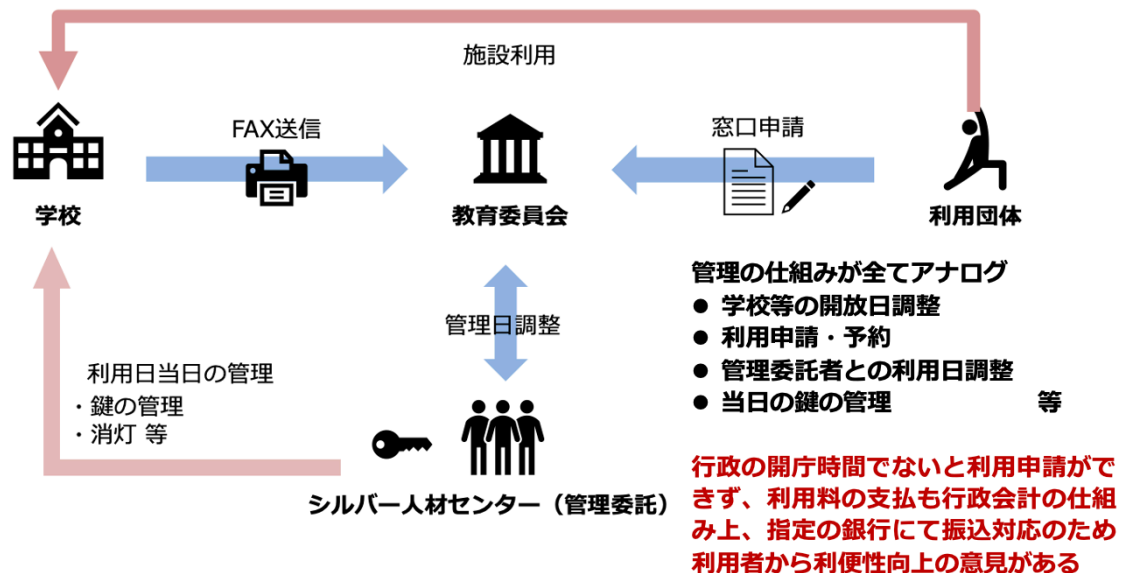 施設利用
FAX送信
窓口申請
学校
教育委員会
利用団体
管理日調整
利用日当日の管理
・鍵の管理
・消灯 等
シルバー人材センター（管理委託）
管理の仕組みが全てアナログ
● 学校等の開放日調整
● 利用申請・予約
● 管理委託者との利用日調整
● 当日の鍵の管理 等
行政の開庁時間でないと利用申請がで
きず、利用料の支払も行政会計の仕組
み上、指定の銀行にて振込対応のため
利用者から利便性向上の意見がある